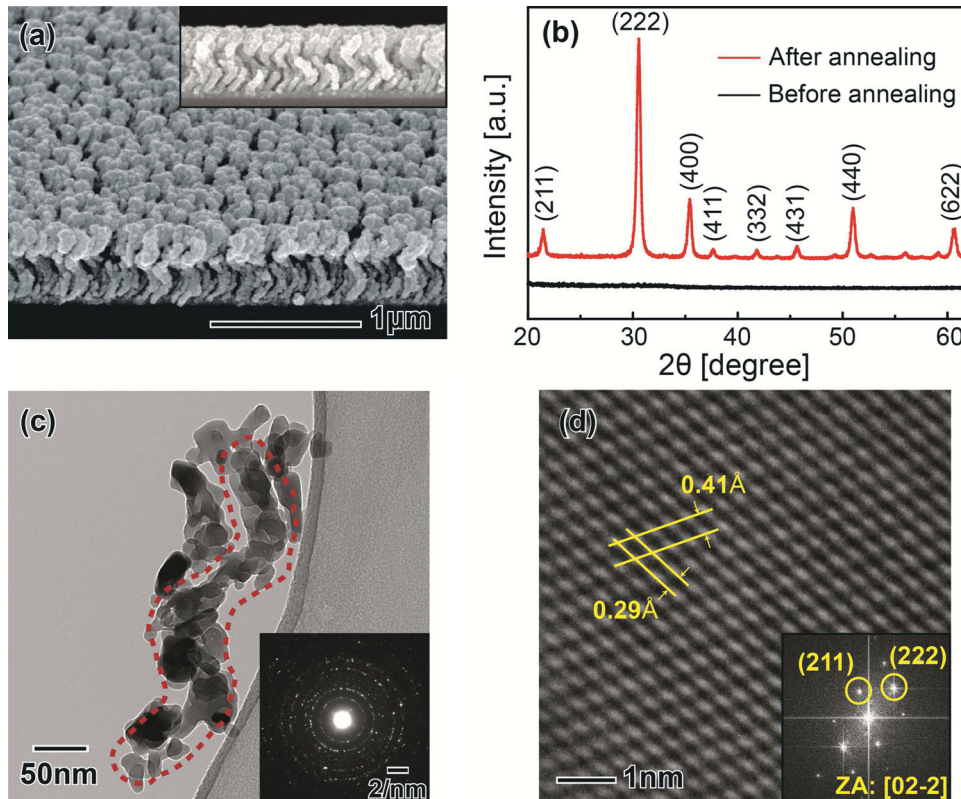 (a)
1μm
(b)
Intensity [a.u.]
2θ [degree]
20 30 40 50 60
(211)
(222)
(400)
(411)
(332)
(431)
(440)
(622)
After annealing
Before annealing
(c)
50nm
2/nm
(d)
0.41Å
0.29Å
1nm
(211)
(222)
ZA: [02-2]